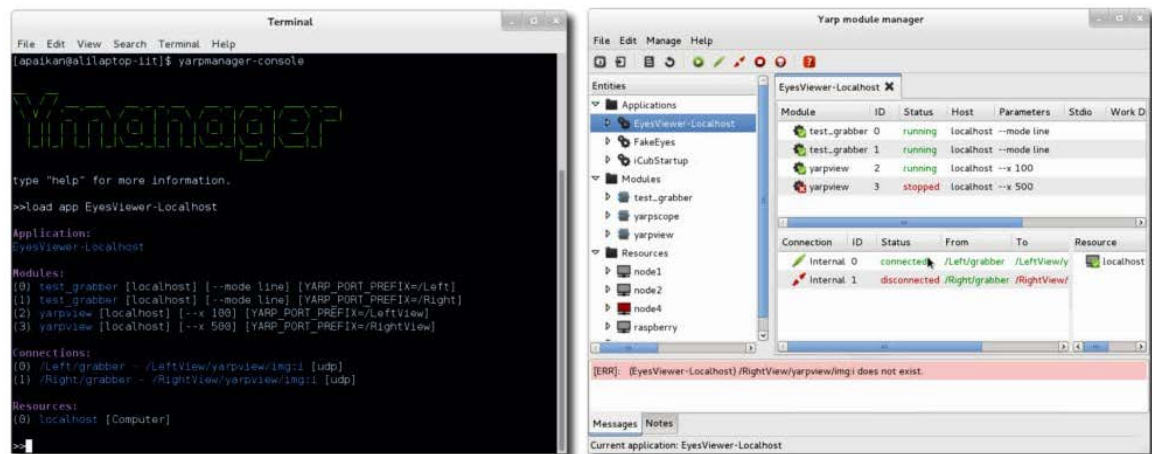 Terminal
File Edit View Search Terminal Help
[apaikan@alilaptop-iit]$ yarpmanager-console
Ymanager
type "help" for more information.
>>load app EyesViewer-Localhost
Application:
EyesViewer-Localhost
Modules:
(0) test_grabber [localhost] [--mode line] [YARP_PORT_PREFIX=/Left]
(1) test_grabber [localhost] [--mode line] [YARP_PORT_PREFIX=/Right]
(2) yarpview [localhost] [--x 100] [YARP_PORT_PREFIX=/LeftView]
(3) yarpview [localhost] [--x 500] [YARP_PORT_PREFIX=/RightView]
Connections:
(0) /Left/grabber - /LeftView/yarpview/img:i [udp]
(1) /Right/grabber - /RightView/yarpview/img:i [udp]
Resources:
(0) localhost [Computer]
>>
Yarp module manager
File Edit Manage Help
Entities
Applications
EyesViewer-Localhost
FakeEyes
iCubStartup
Modules
test_grabber
yarpscope
yarpview
Resources
node1
node2
node4
raspberry
EyesViewer-Localhost
Module ID Status Host Parameters Stdio Work D
test_grabber 0 running localhost --mode line
test_grabber 1 running localhost --mode line
yarpview 2 running localhost --x 100
yarpview 3 stopped localhost --x 500
Connection ID Status From To Resource
Internal 0 connected /Left/grabber /LeftView/y localhost
Internal 1 disconnected /Right/grabber /RightView/
[ERR]: (EyesViewer-Localhost) /RightView/yarpview/img:i does not exist.
Messages Notes
Current application: EyesViewer-Localhost